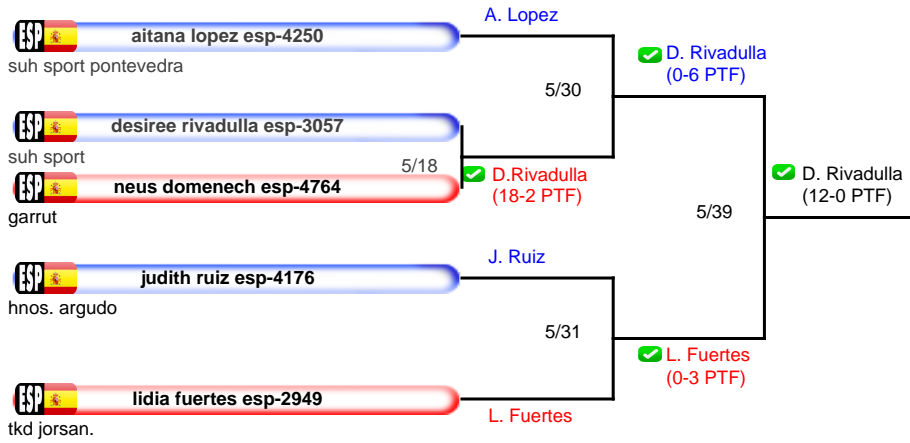 A. Lopez
ESP aitana lopez esp-4250
suh sport pontevedra
D. Rivadulla
(0-6 PTF)
5/30
ESP desiree rivadulla esp-3057
suh sport
5/18
D.Rivadulla
(18-2 PTF)
ESP neus domenech esp-4764
garrut
D. Rivadulla
(12-0 PTF)
5/39
J. Ruiz
ESP judith ruiz esp-4176
hnos. argudo
5/31
L. Fuertes
(0-3 PTF)
ESP lidia fuertes esp-2949
L. Fuertes
tkd jorsan.